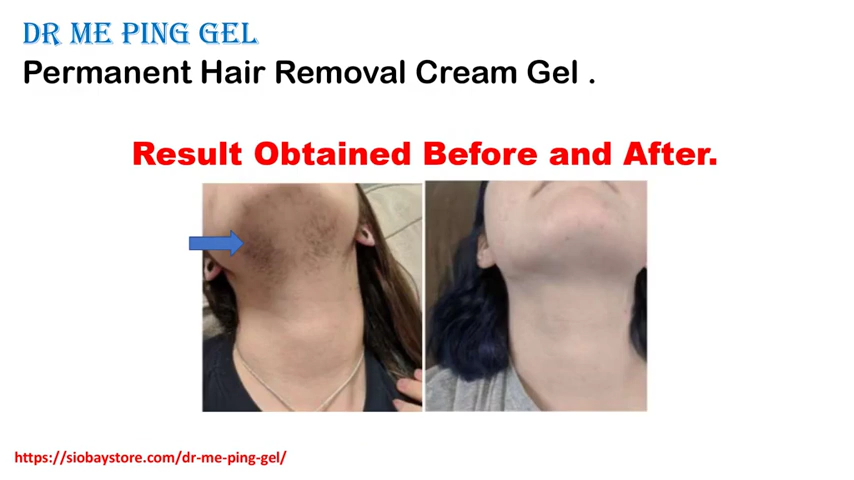 DR ME PING GEL
Permanent Hair Removal Cream Gel .
Result Obtained Before and After.
https://siobaystore.com/dr-me-ping-gel/